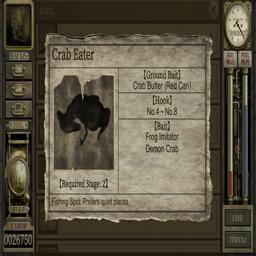 Crab Eater
【Ground Bait】
Crab Butter (Red Can)
【Hook】
No.4 ~ No.8
【Bait】
Frog Imitator
Demon Crab
【Required Stage: 2】
Fishing Spot: Prefers quiet places
0026750
LOG
MENU